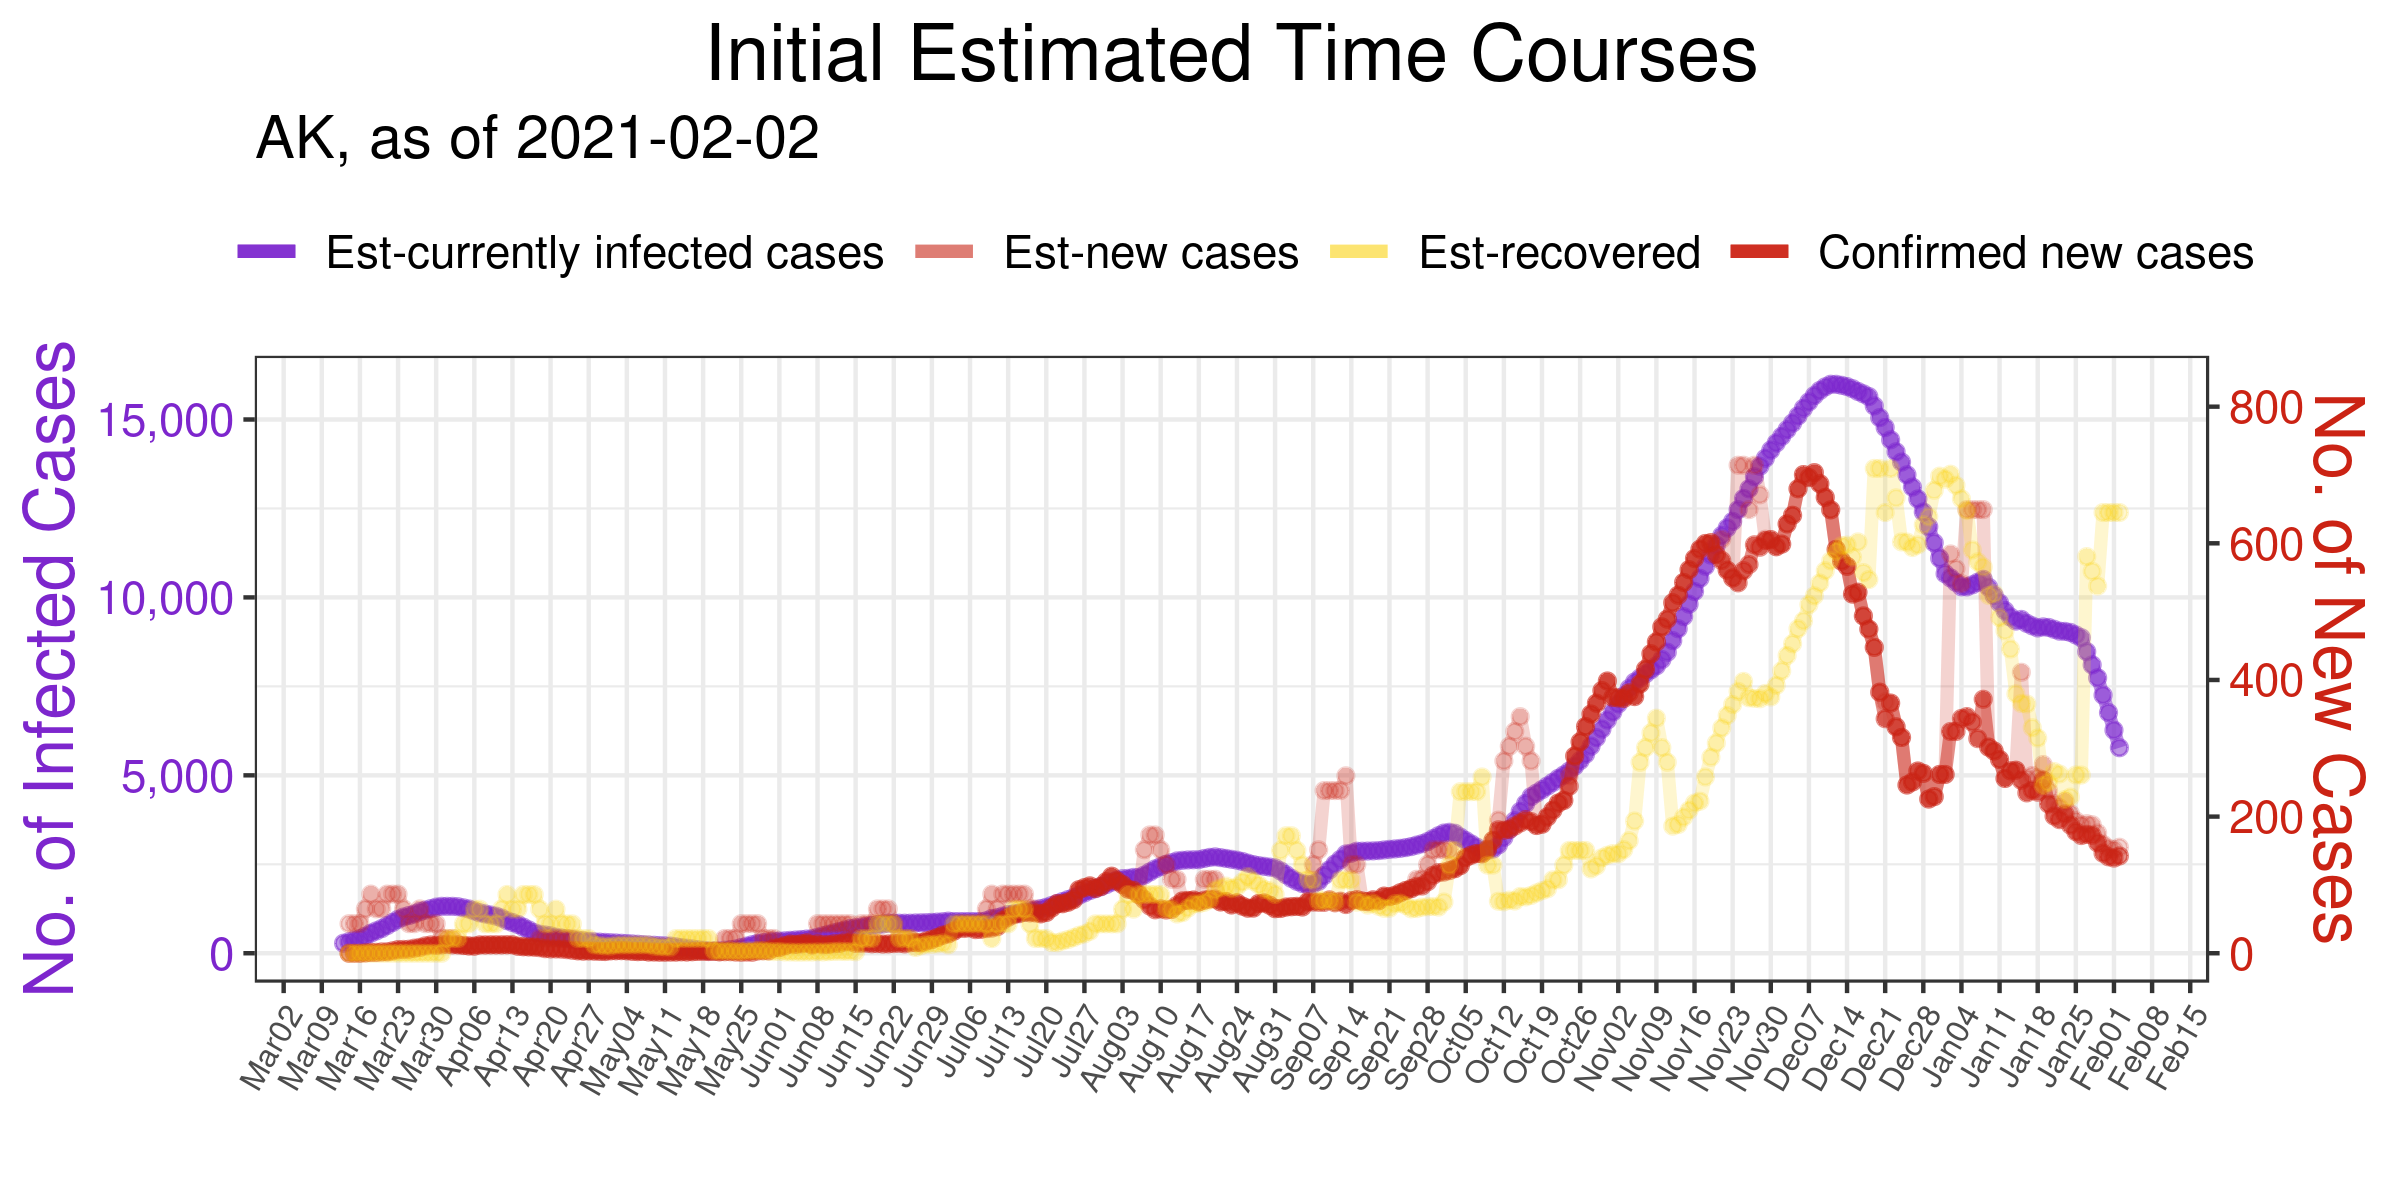 Initial Estimated Time Courses
AK, as of 2021-02-02
Est-currently infected cases Est-new cases Est-recovered Confirmed new cases
No. of Infected Cases
15,000
10,000
5,000
0
800
600
400
200
0
No. of New Cases
Mar02 Mar09 Mar16 Mar23 Mar30 Apr06 Apr13 Apr20 Apr27 May04 May11 May18 May25 Jun01 Jun08 Jun15 Jun22 Jun29 Jul06 Jul13 Jul20 Jul27 Aug03 Aug10 Aug17 Aug24 Aug31 Sep07 Sep14 Sep21 Sep28 Oct05 Oct12 Oct19 Oct26 Nov02 Nov09 Nov16 Nov23 Nov30 Dec07 Dec14 Dec21 Dec28 Jan04 Jan11 Jan18 Jan25 Feb01 Feb08 Feb15